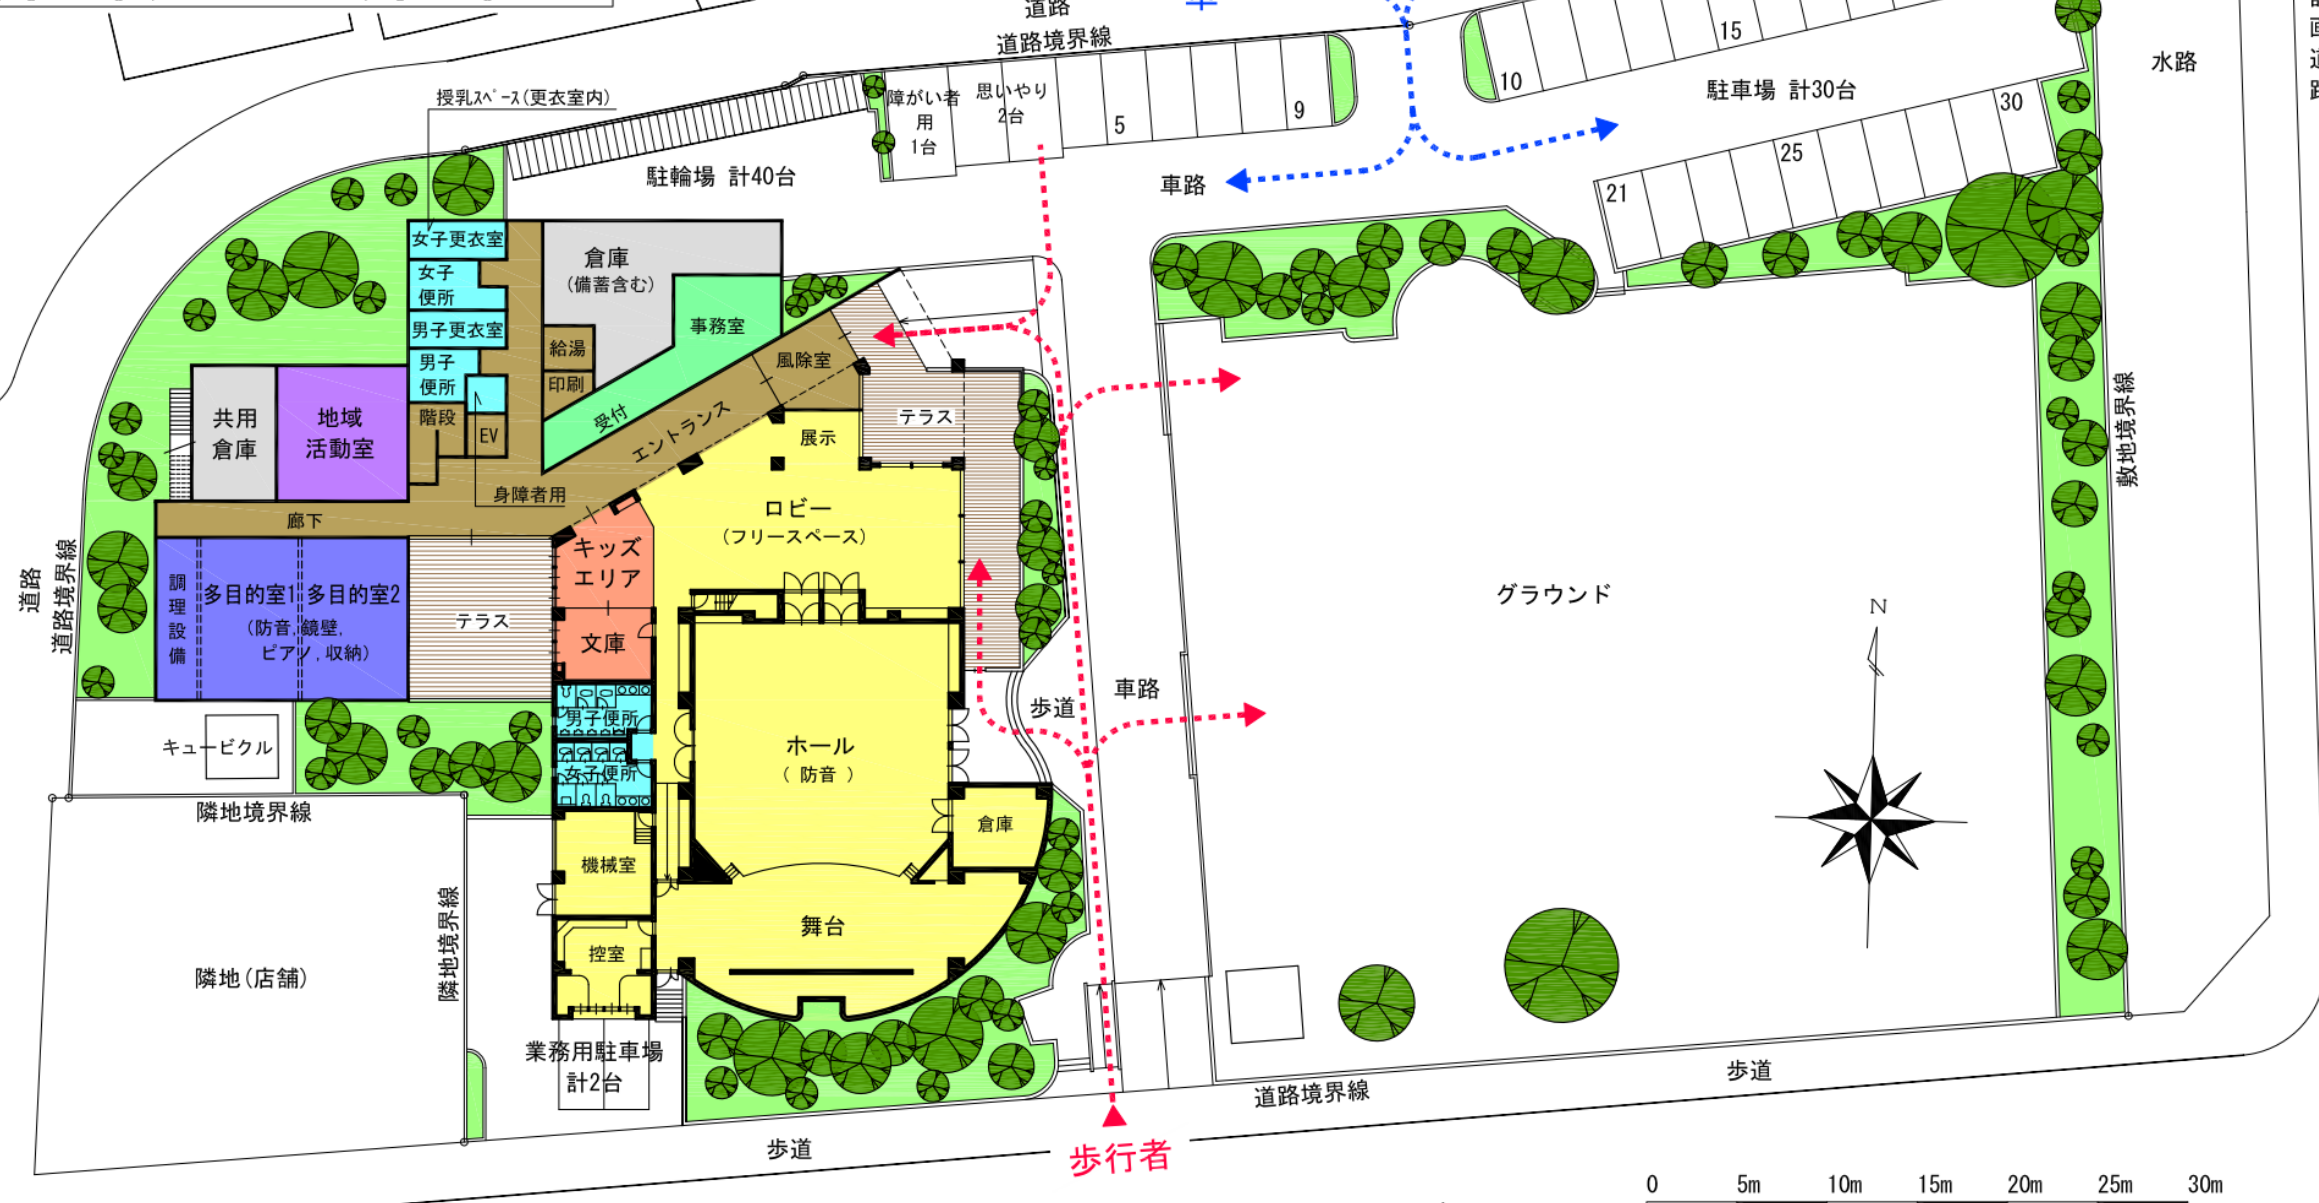 道路
道路境界線
水路
授乳ｽﾍﾟｰｽ(更衣室内)
障がい者
用
1台
思いやり
2台
5
9
10
15
駐車場 計30台
30
25
21
駐輪場 計40台
車路
女子更衣室
女子
便所
男子更衣室
男子
便所
階段
EV
身障者用
倉庫
(備蓄含む)
事務室
給湯
印刷
受付
エントランス
風除室
テラス
展示
ロビー
(フリースペース)
共用
倉庫
地域
活動室
廊下
キッズ
エリア
文庫
調
理
設
備
多目的室1
多目的室2
(防音,鏡壁,
ピアノ,収納)
テラス
道路
道路境界線
敷地境界線
グラウンド
N
男子便所
女子便所
ホール
( 防音 )
歩道
車路
キュービクル
隣地境界線
倉庫
機械室
舞台
控室
隣地境界線
隣地(店舗)
業務用駐車場
計2台
道路境界線
歩道
歩道
歩行者
0 5m 10m 15m 20m 25m 30m